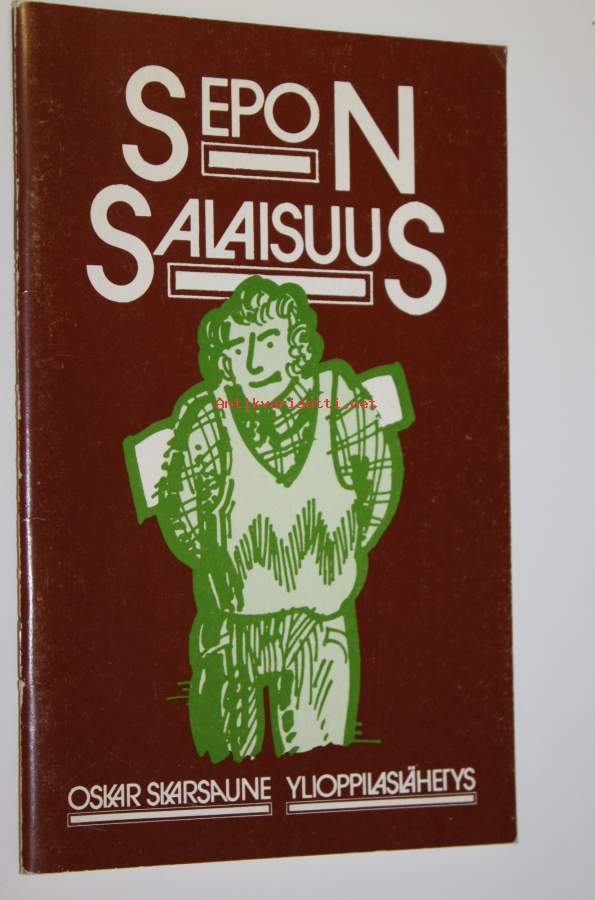 SEPON
SALAISUUS
Antikvariaatti.net
OSKAR SKARSAUNE YLIOPPILASLÄHETYS